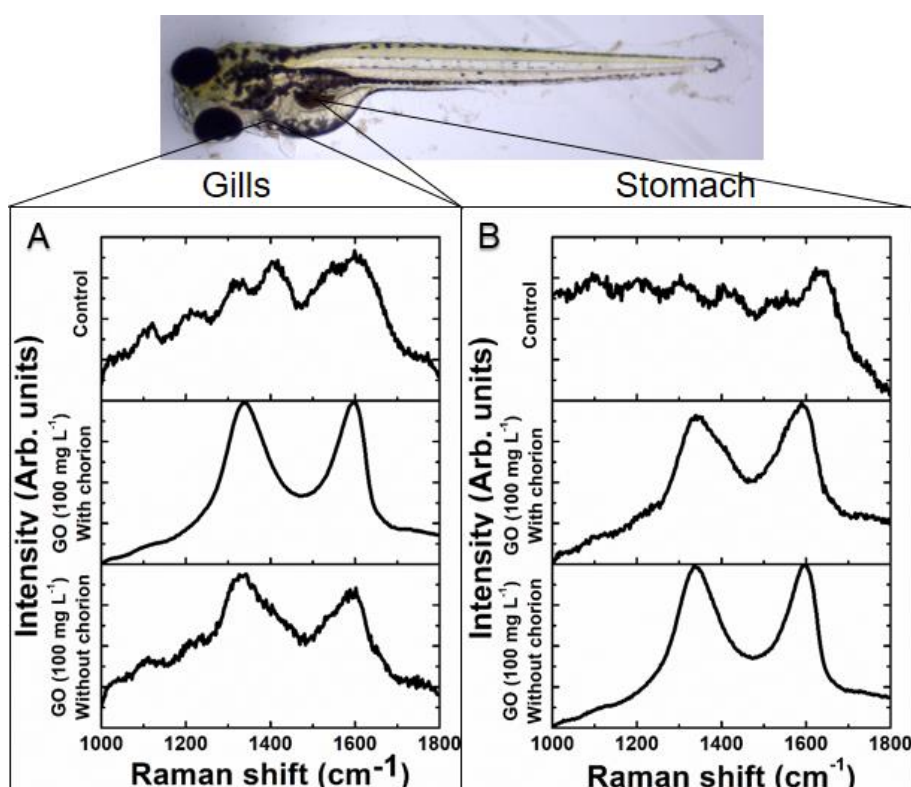 Gills
Stomach
A
Control
GO (100 mg L⁻¹)
With chorion
GO (100 mg L⁻¹)
Without chorion
Intensity (Arb. units)
1000 1200 1400 1600 1800
Raman shift (cm⁻¹)
B
Control
GO (100 mg L⁻¹)
With chorion
GO (100 mg L⁻¹)
Without chorion
Intensity (Arb. units)
1000 1200 1400 1600 1800
Raman shift (cm⁻¹)